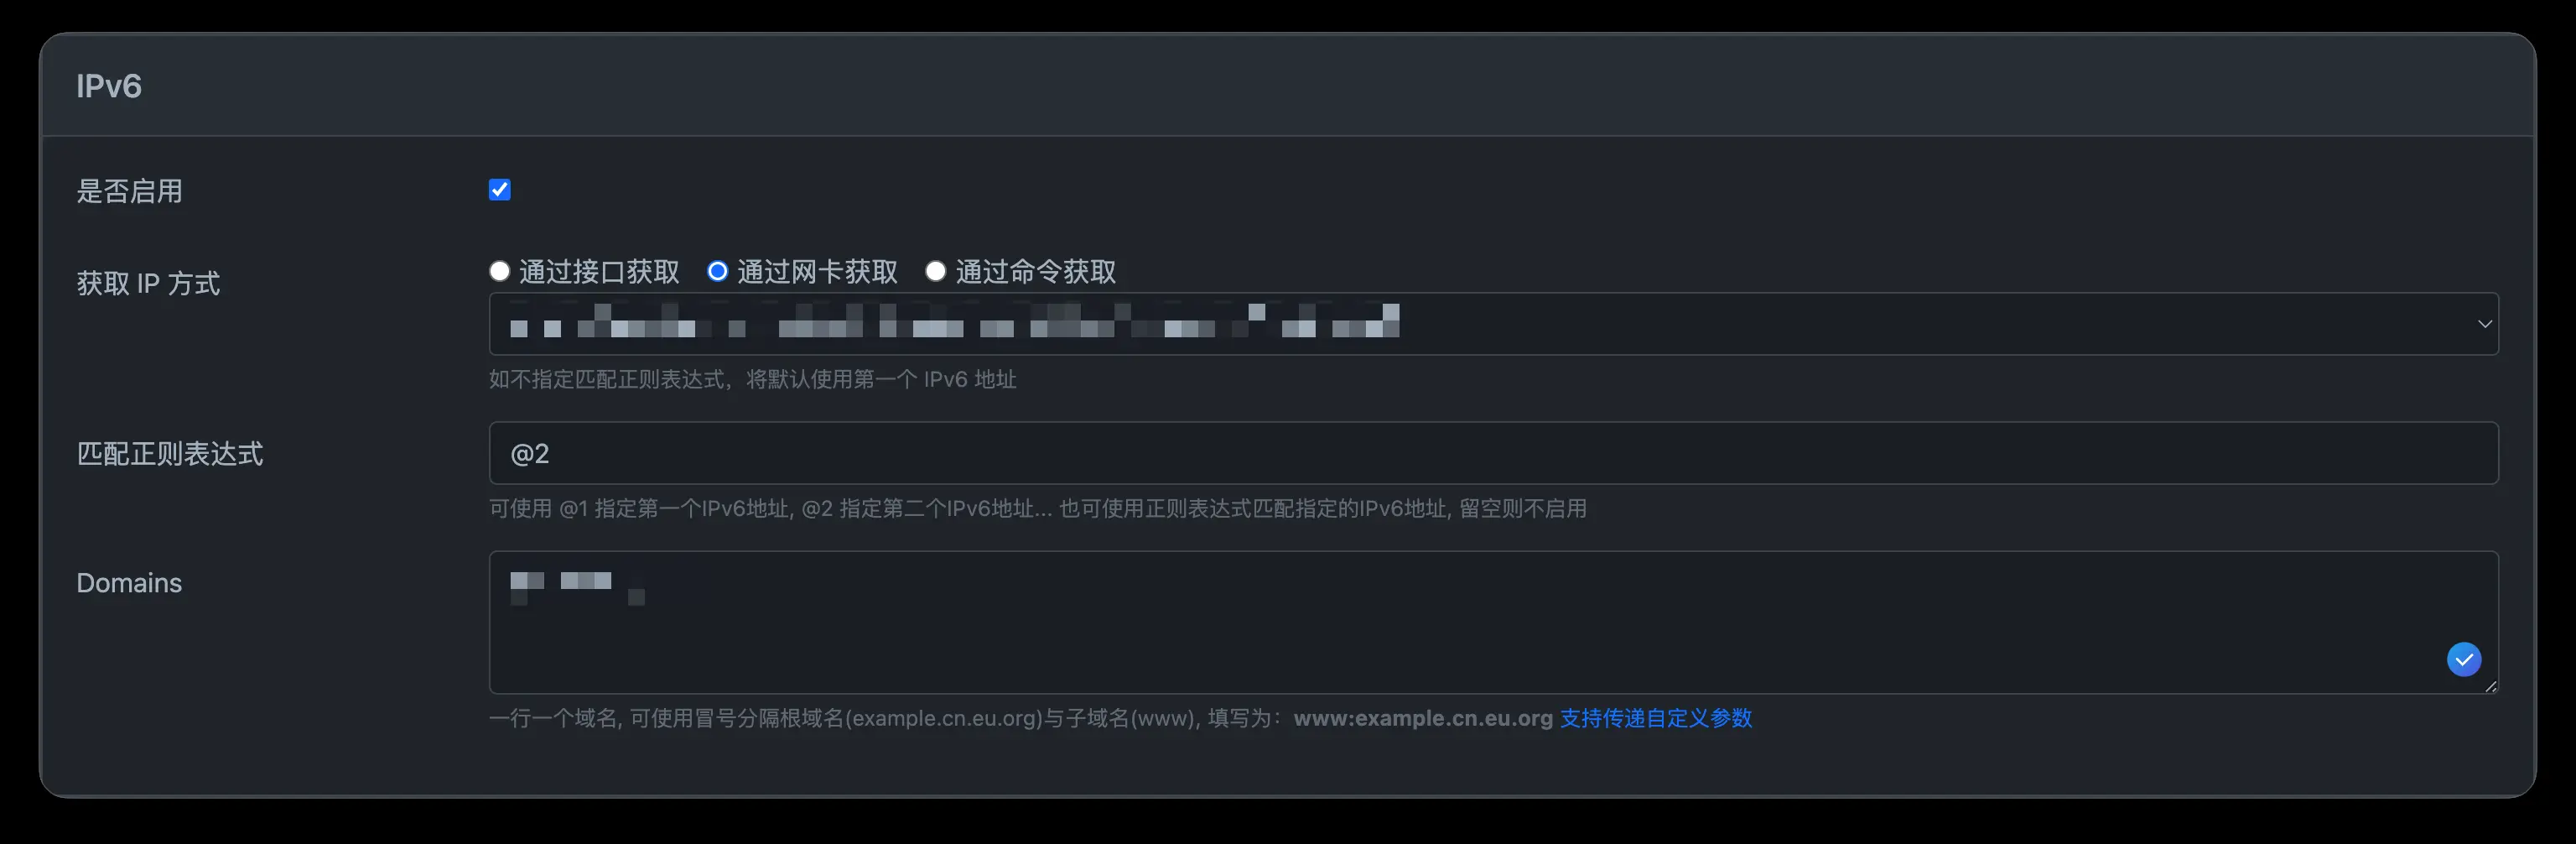 IPv6
是否启用
获取 IP 方式
通过接口获取 通过网卡获取 通过命令获取
如不指定匹配正则表达式，将默认使用第一个 IPv6 地址
匹配正则表达式
@2
可使用 @1 指定第一个IPv6地址, @2 指定第二个IPv6地址... 也可使用正则表达式匹配指定的IPv6地址, 留空则不启用
Domains
一行一个域名, 可使用冒号分隔根域名(example.cn.eu.org)与子域名(www), 填写为：www:example.cn.eu.org 支持传递自定义参数